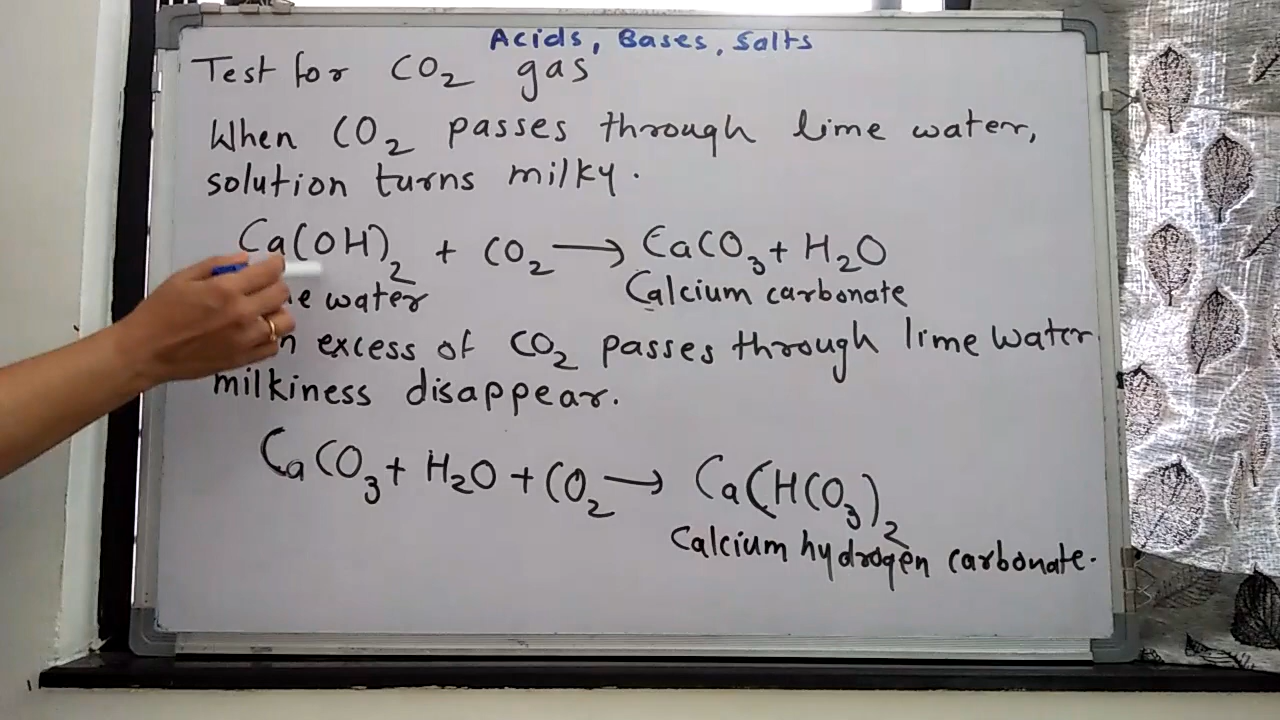 Acids, Bases, Salts
Test for CO₂ gas
When CO₂ passes through lime water,
solution turns milky.
Ca(OH)₂ + CO₂ → CaCO₃ + H₂O
water Calcium carbonate
excess of CO₂ passes through lime water
milkiness disappear.
CaCO₃ + H₂O + CO₂ → Ca(HCO₃)₂
Calcium hydrogen carbonate.